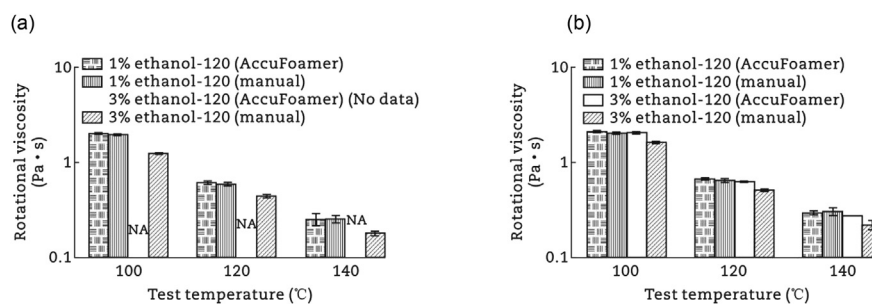 (a)
10
1
0.1
Rotational viscosity
(Pa • s)
1% ethanol-120 (AccuFoamer)
1% ethanol-120 (manual)
3% ethanol-120 (AccuFoamer) (No data)
3% ethanol-120 (manual)
NA
NA
NA
100 120 140
Test temperature (℃)
(b)
10
1
0.1
Rotational viscosity
(Pa • s)
1% ethanol-120 (AccuFoamer)
1% ethanol-120 (manual)
3% ethanol-120 (AccuFoamer)
3% ethanol-120 (manual)
100 120 140
Test temperature (℃)